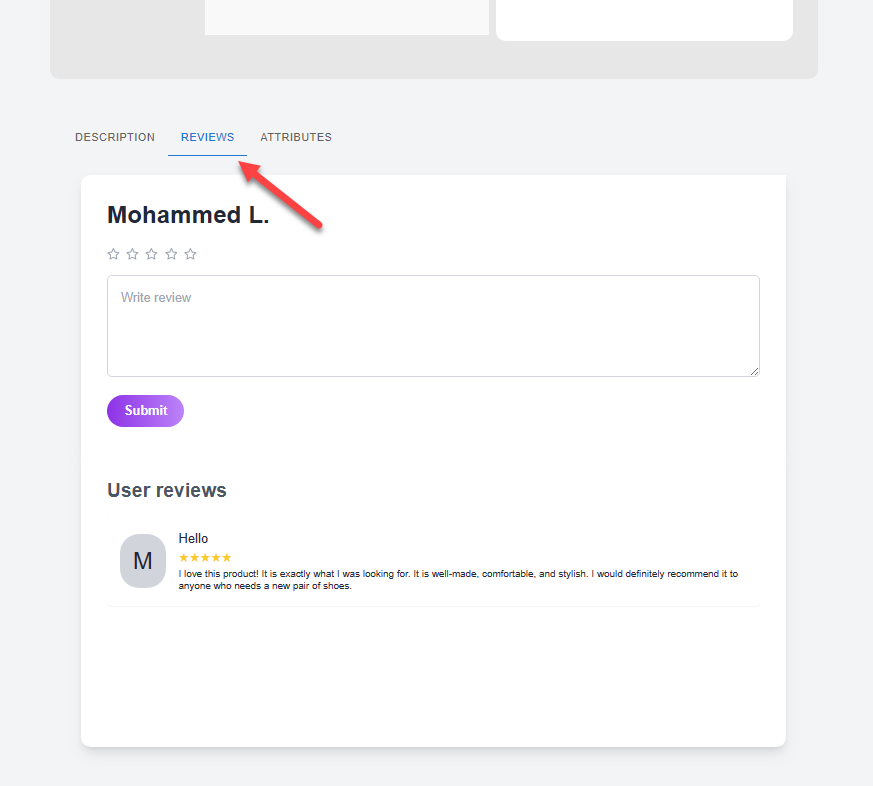 DESCRIPTION REVIEWS ATTRIBUTES
Mohammed L.
Write review
Submit
User reviews
M
Hello
I love this product! It is exactly what I was looking for. It is well-made, comfortable, and stylish. I would definitely recommend it to
anyone who needs a new pair of shoes.